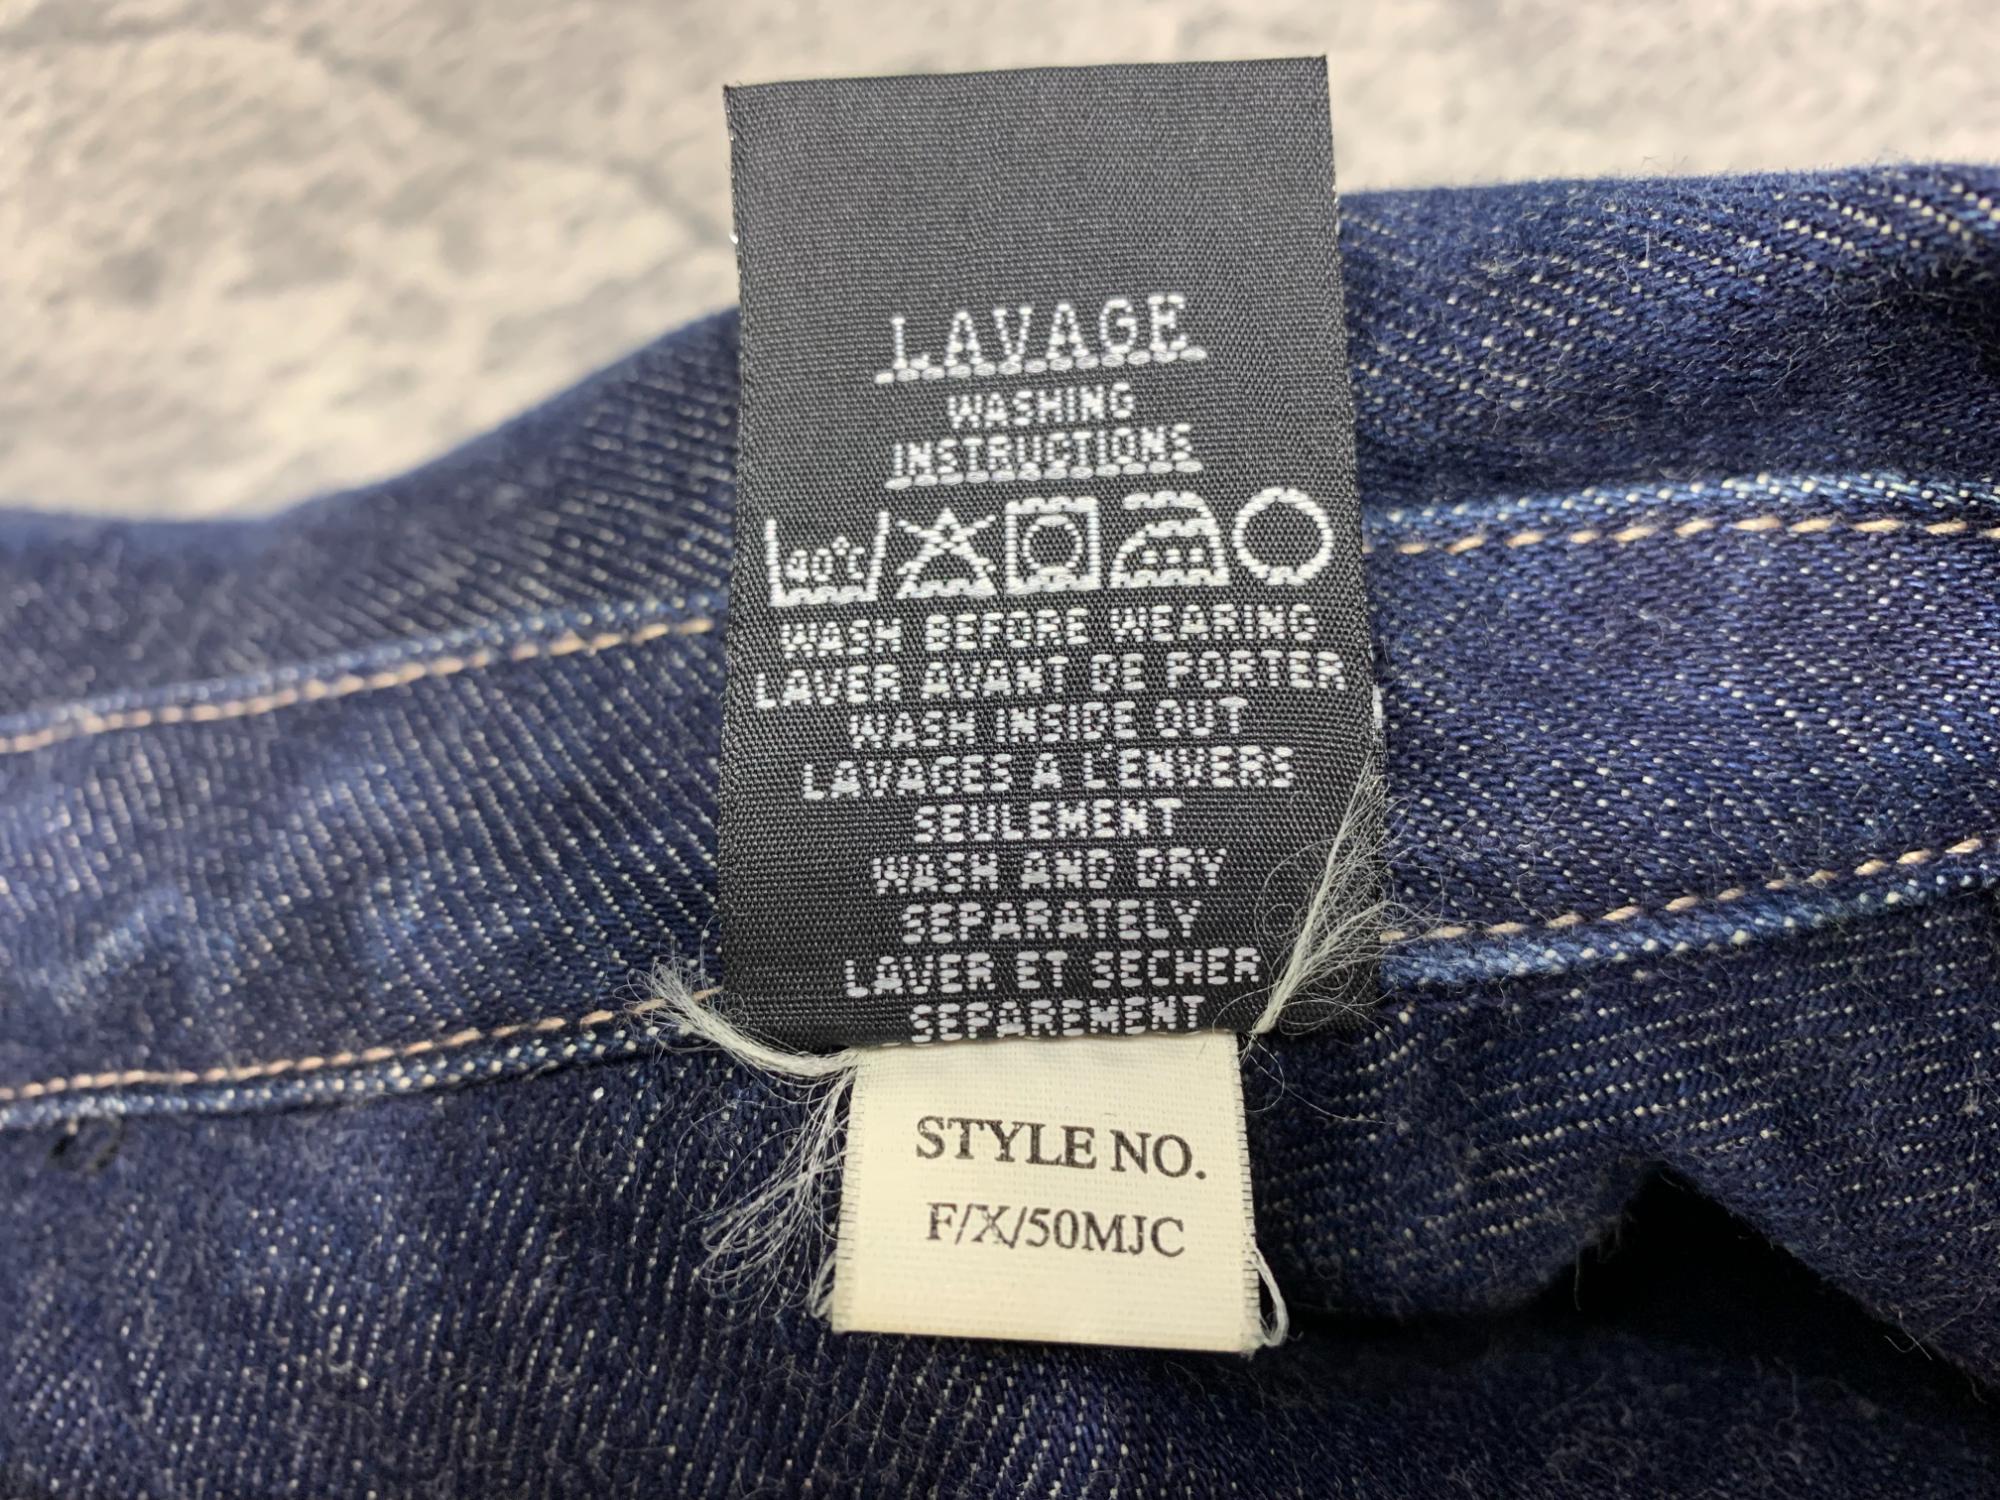 LAVAGE
WASHING
INSTRUCTIONS
40°C
WASH BEFORE WEARING
LAVER AVANT DE PORTER
WASH INSIDE OUT
LAVAGES A L'ENVERS
SEULEMENT
WASH AND DRY
SEPARATELY
LAVER ET SECHER
SEPAREMENT
STYLE NO.
F/X/50MJC